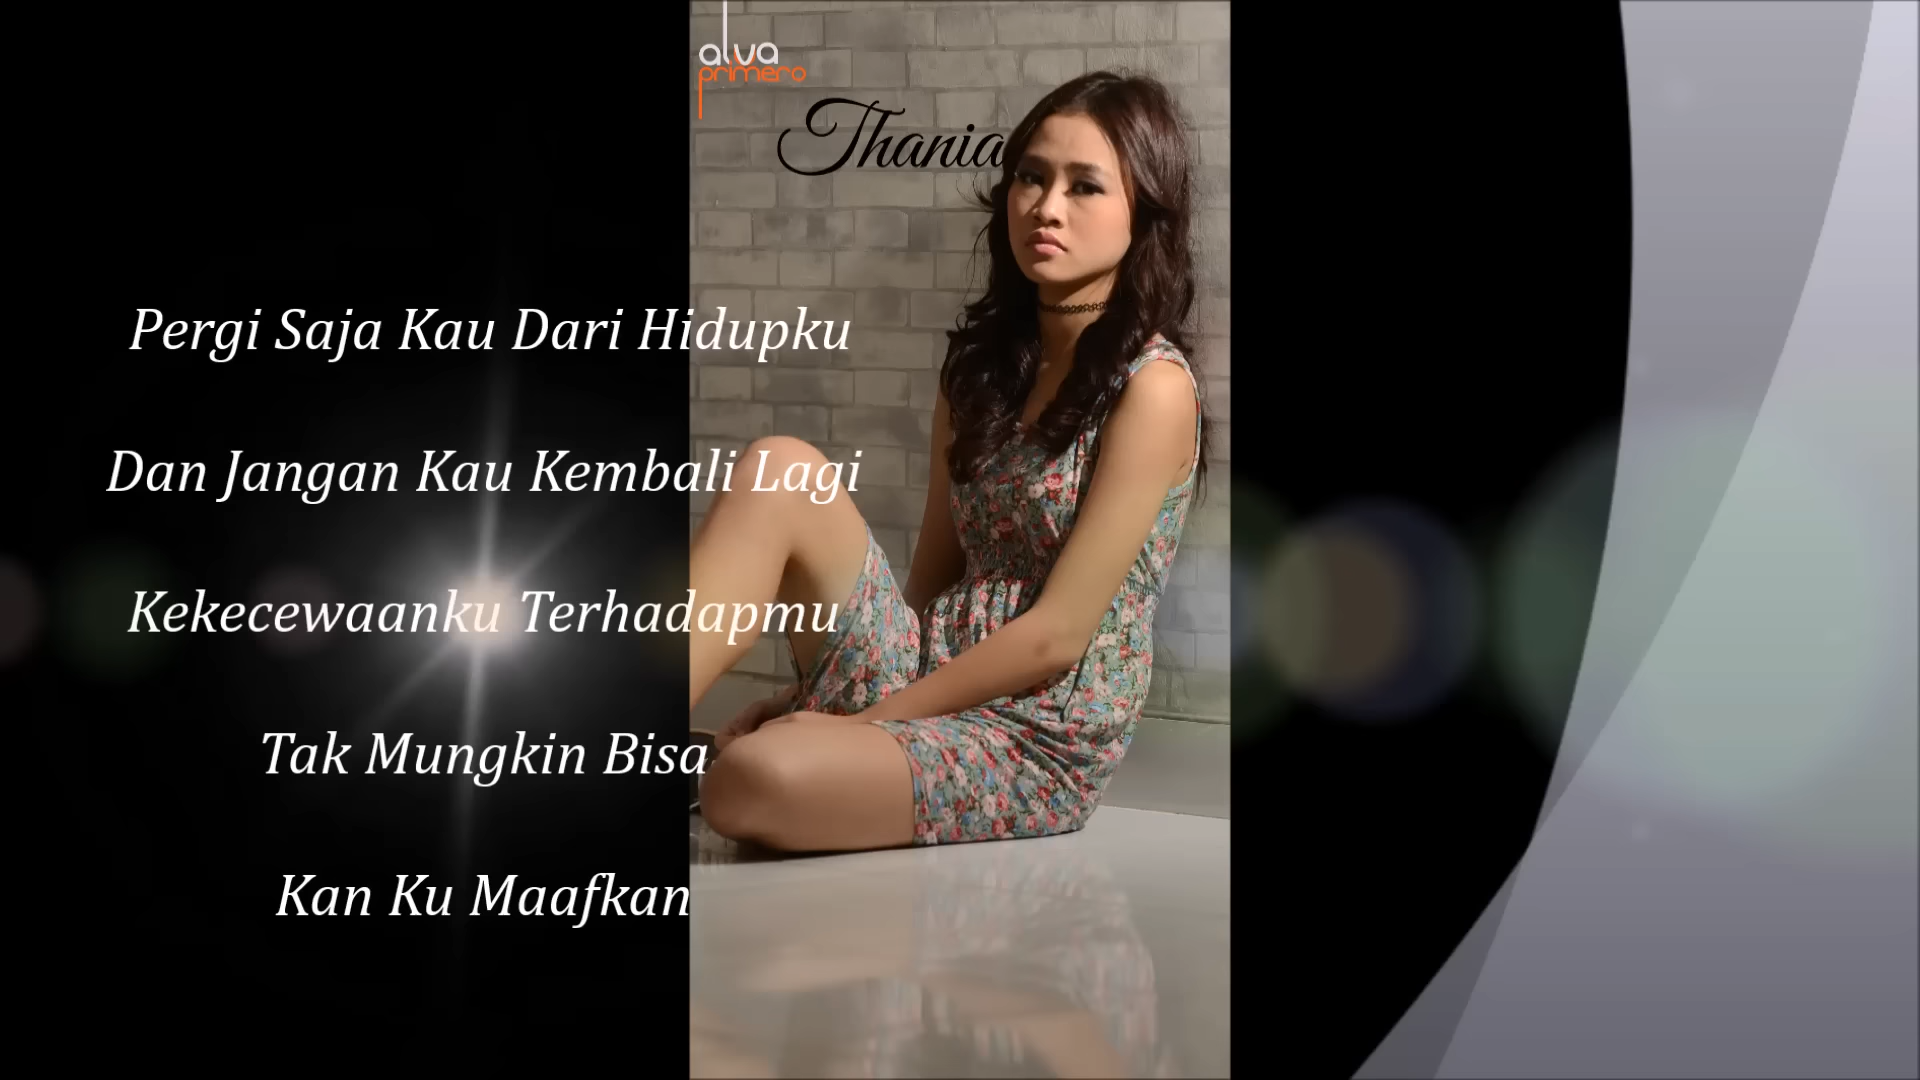 alva
primero
Thania
Pergi Saja Kau Dari Hidupku
Dan Jangan Kau Kembali Lagi
Kekecewaanku Terhadapmu
Tak Mungkin Bisa
Kan Ku Maafkan